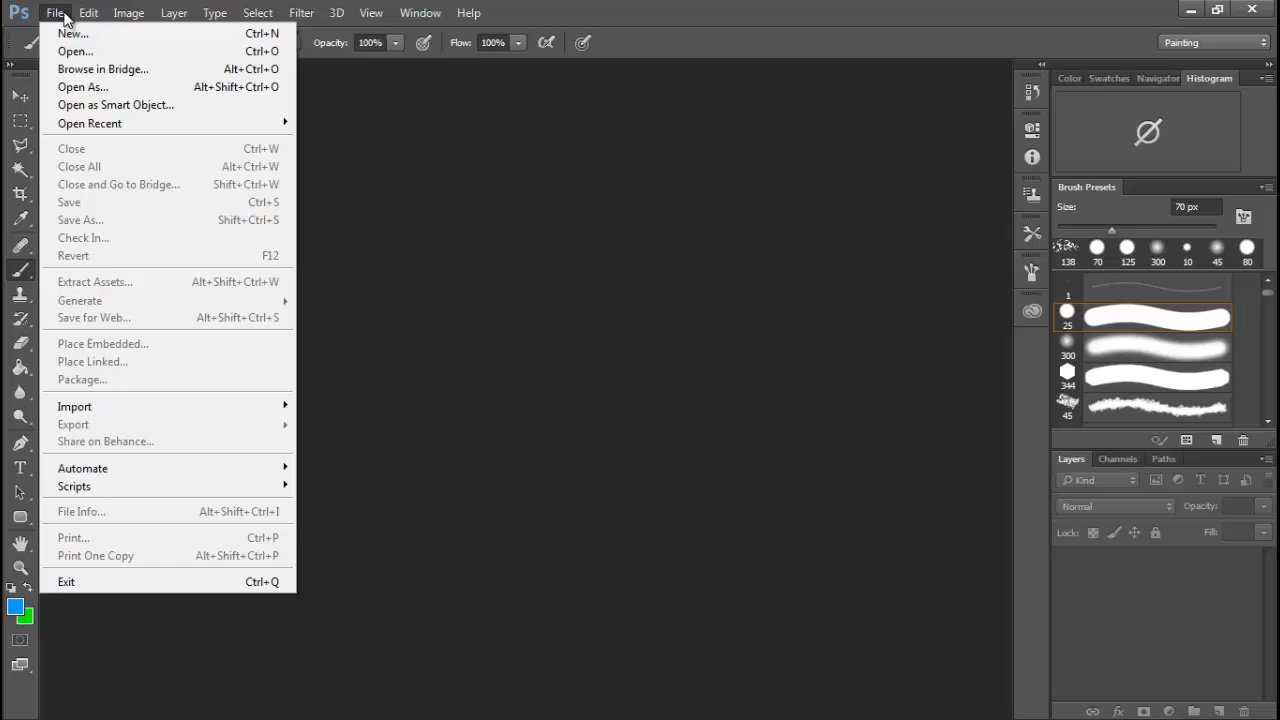 Ps File Edit Image Layer Type Select Filter 3D View Window Help
Opacity: 100% Flow: 100% Painting
New... Ctrl+N
Open... Ctrl+O
Browse in Bridge... Alt+Ctrl+O
Open As... Alt+Shift+Ctrl+O
Open as Smart Object...
Open Recent
Close Ctrl+W
Close All Alt+Ctrl+W
Close and Go to Bridge... Shift+Ctrl+W
Save Ctrl+S
Save As... Shift+Ctrl+S
Check In...
Revert F12
Extract Assets... Alt+Shift+Ctrl+W
Generate
Save for Web... Alt+Shift+Ctrl+S
Place Embedded...
Place Linked...
Package...
Import
Export
Share on Behance...
Automate
Scripts
File Info... Alt+Shift+Ctrl+I
Print... Ctrl+P
Print One Copy Alt+Shift+Ctrl+P
Exit Ctrl+Q
Color Swatches Navigator Histogram
Brush Presets
Size: 70 px
138 70 125 300 10 45 80
1
25
300
344
45
Layers Channels Paths
Kind
Normal Opacity:
Lock: Fill: